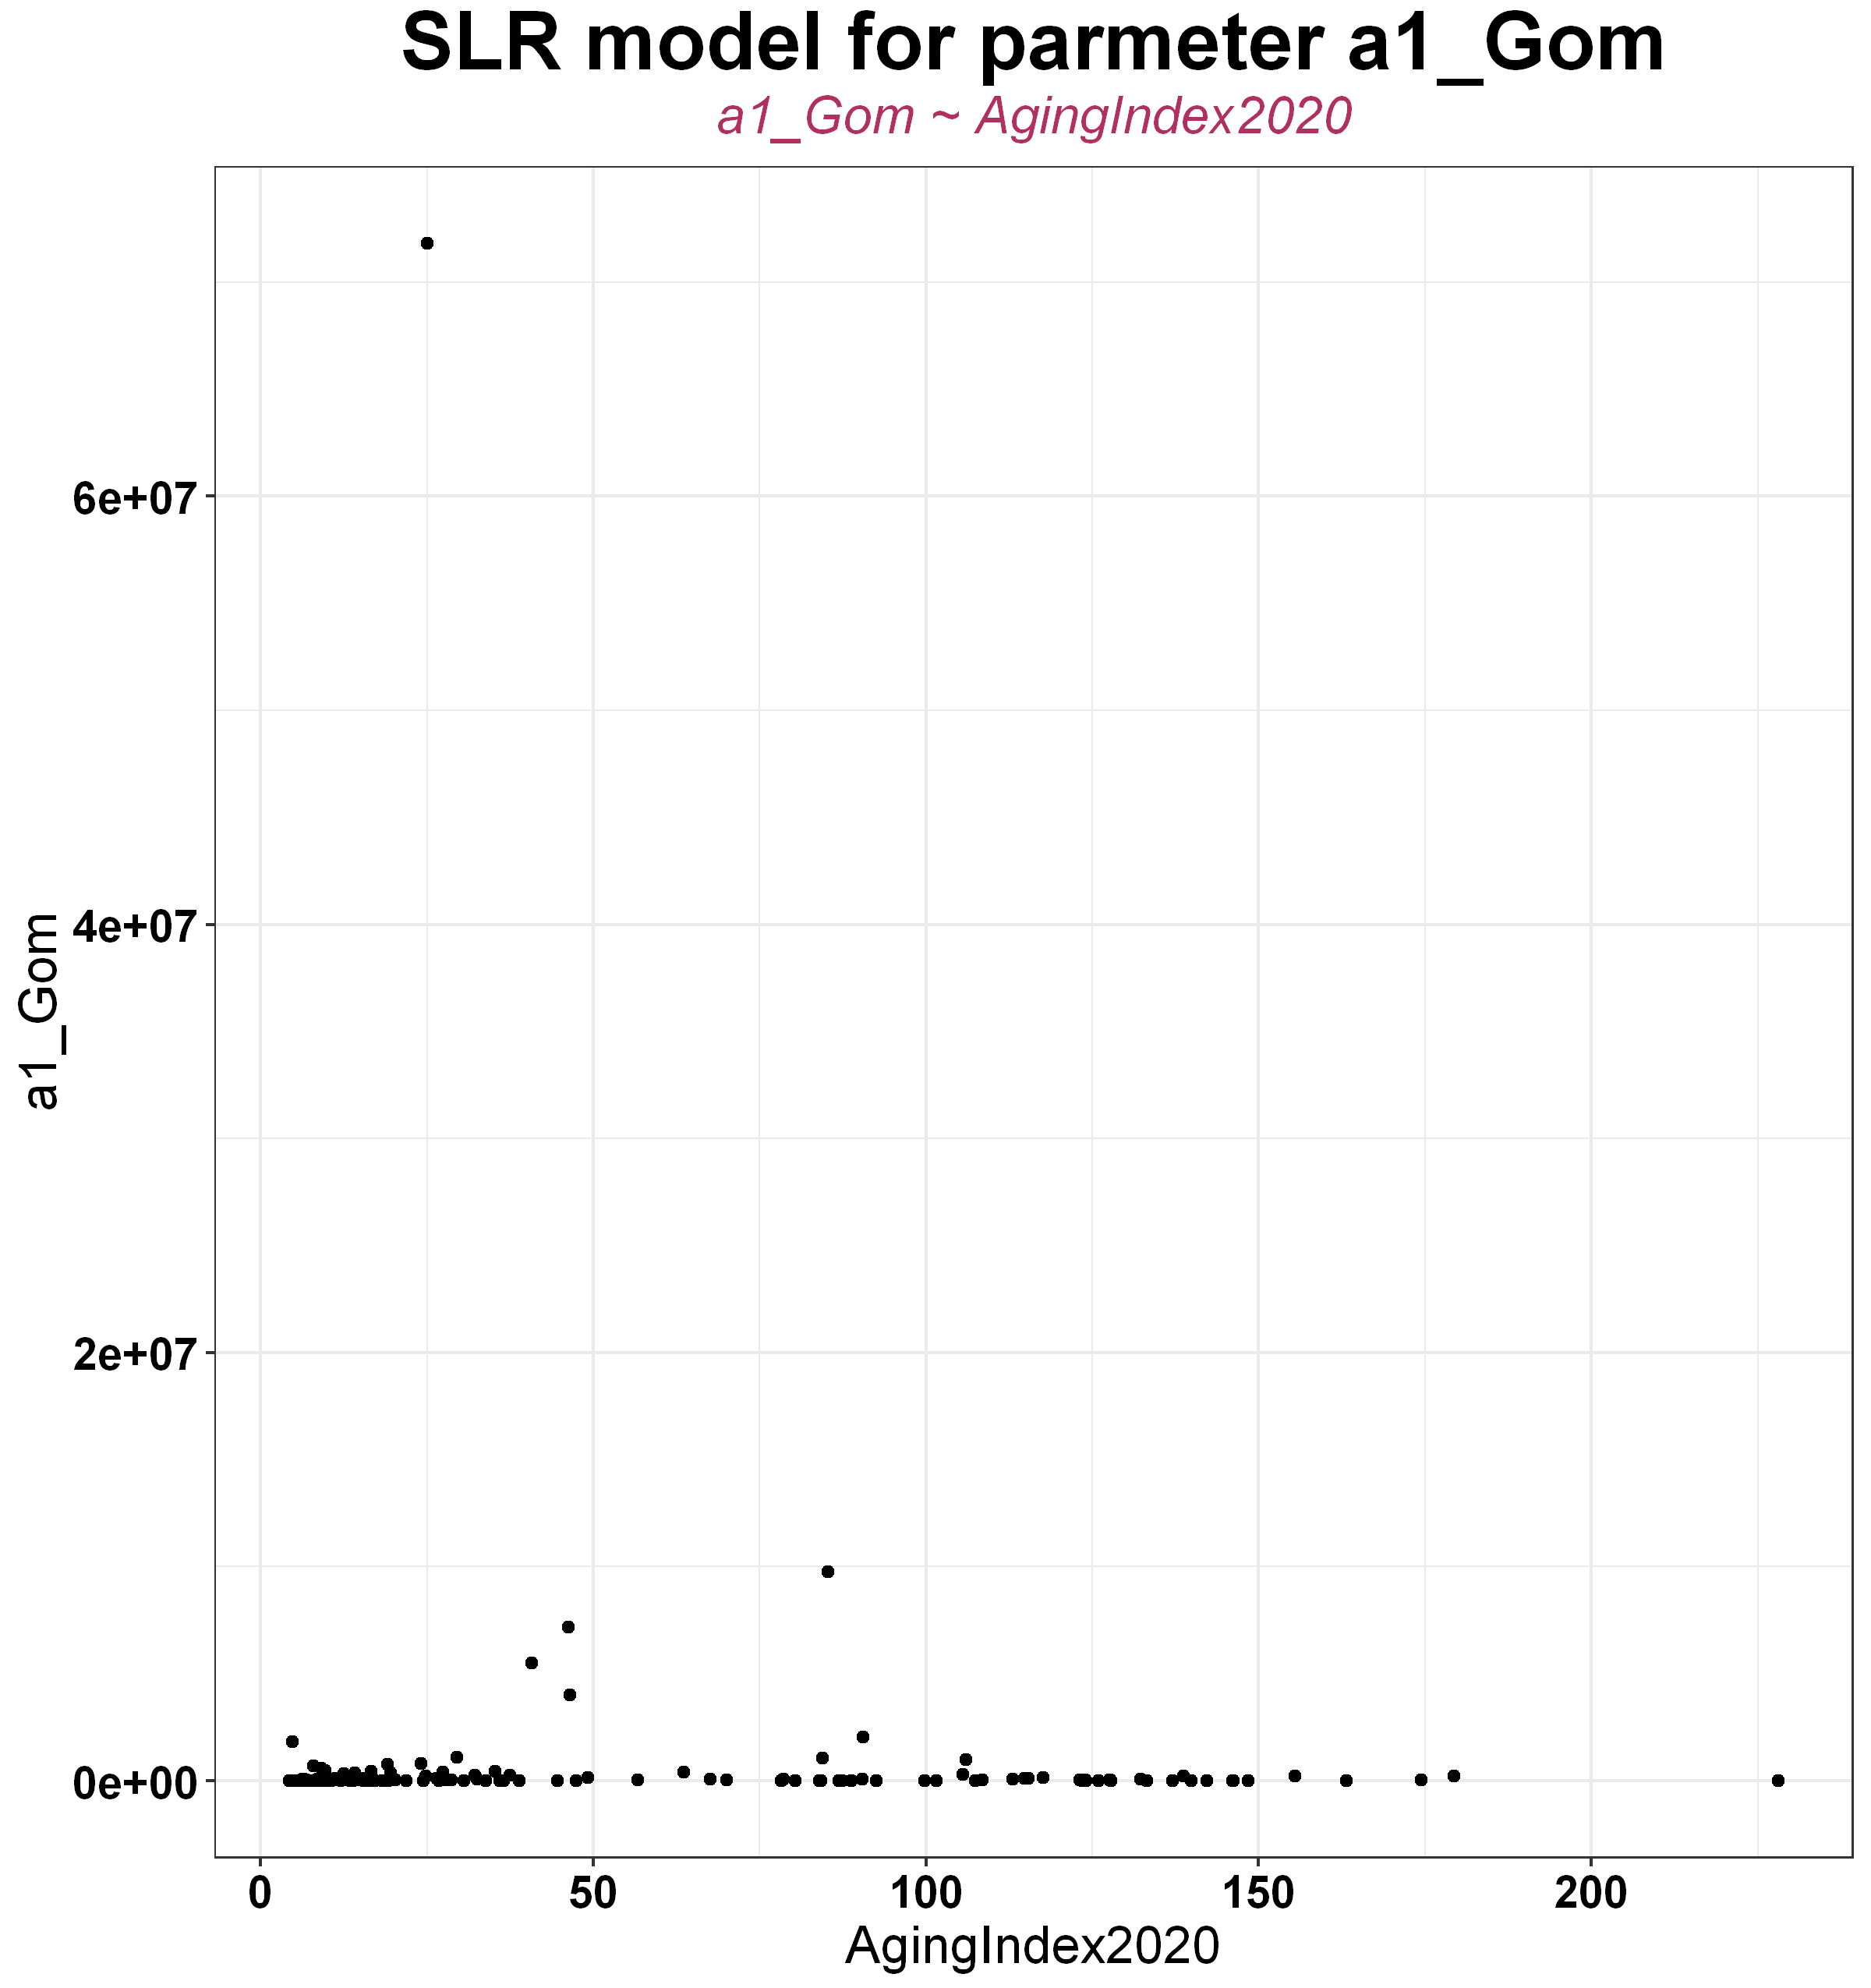 SLR model for parmeter a1_Gom
a1_Gom ~ AgingIndex2020
6e+07
4e+07
2e+07
0e+00
a1_Gom
0 50 100 150 200
AgingIndex2020